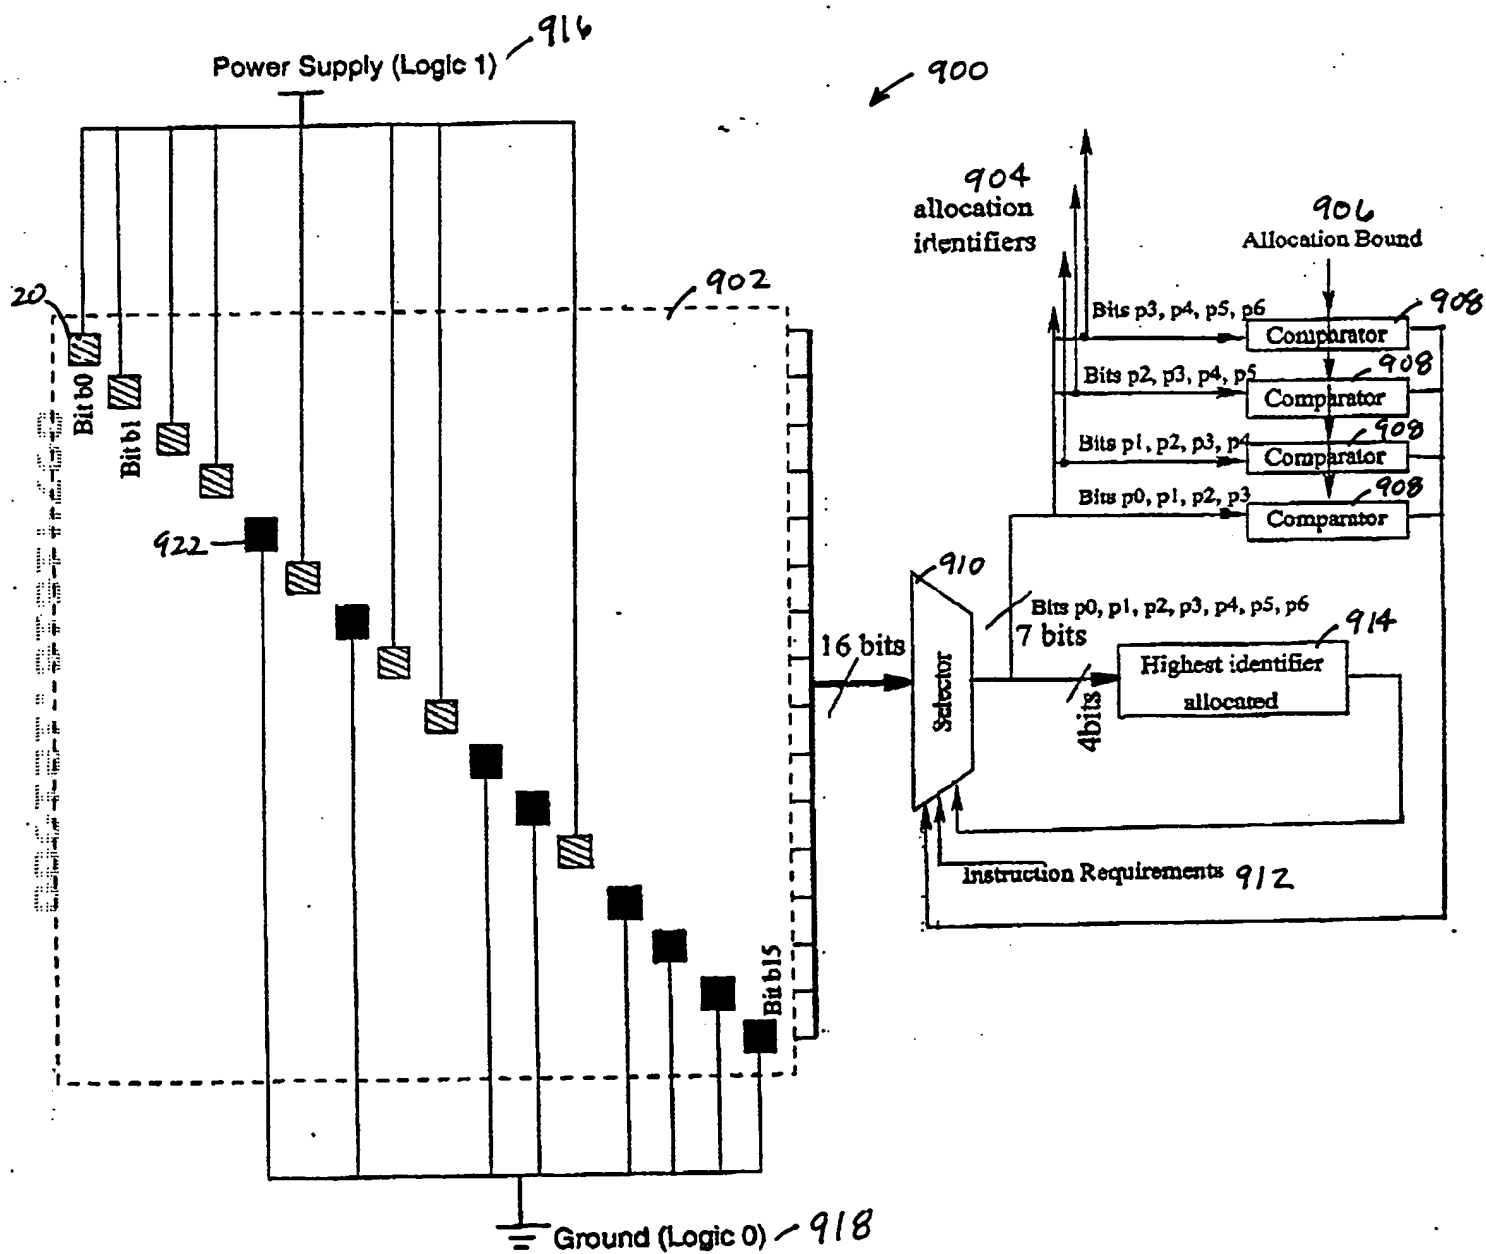 916
Power Supply (Logic 1)
900
904
allocation
identifiers
906
Allocation Bound
902
20
Bits p3, p4, p5, p6
Comparator
908
Bits p2, p3, p4, p5
Comparator
908
Bits p1, p2, p3, p4
Comparator
908
Bits p0, p1, p2, p3
Comparator
908
Bit b0
Bit b1
922
910
Bits p0, p1, p2, p3, p4, p5, p6
7 bits
914
16 bits
Selector
Highest identifier
allocated
4bits
Instruction Requirements 912
Bit b15
Ground (Logic 0) 918